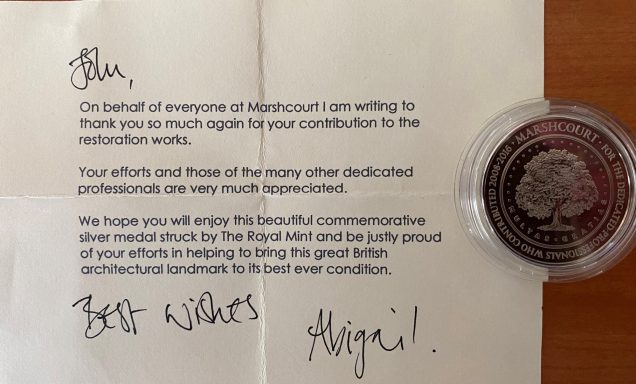 John,
On behalf of everyone at Marshcourt I am writing to
thank you so much again for your contribution to the
restoration works.
Your efforts and those of the many other dedicated
professionals are very much appreciated.
We hope you will enjoy this beautiful commemorative
silver medal struck by The Royal Mint and be justly proud
of your efforts in helping to bring this great British
architectural landmark to its best ever condition.
Best Wishes
Abigail.
MARSHCOURT · FOR THE DEDICATED PROFESSIONALS WHO CONTRIBUTED 2008-2016 ·